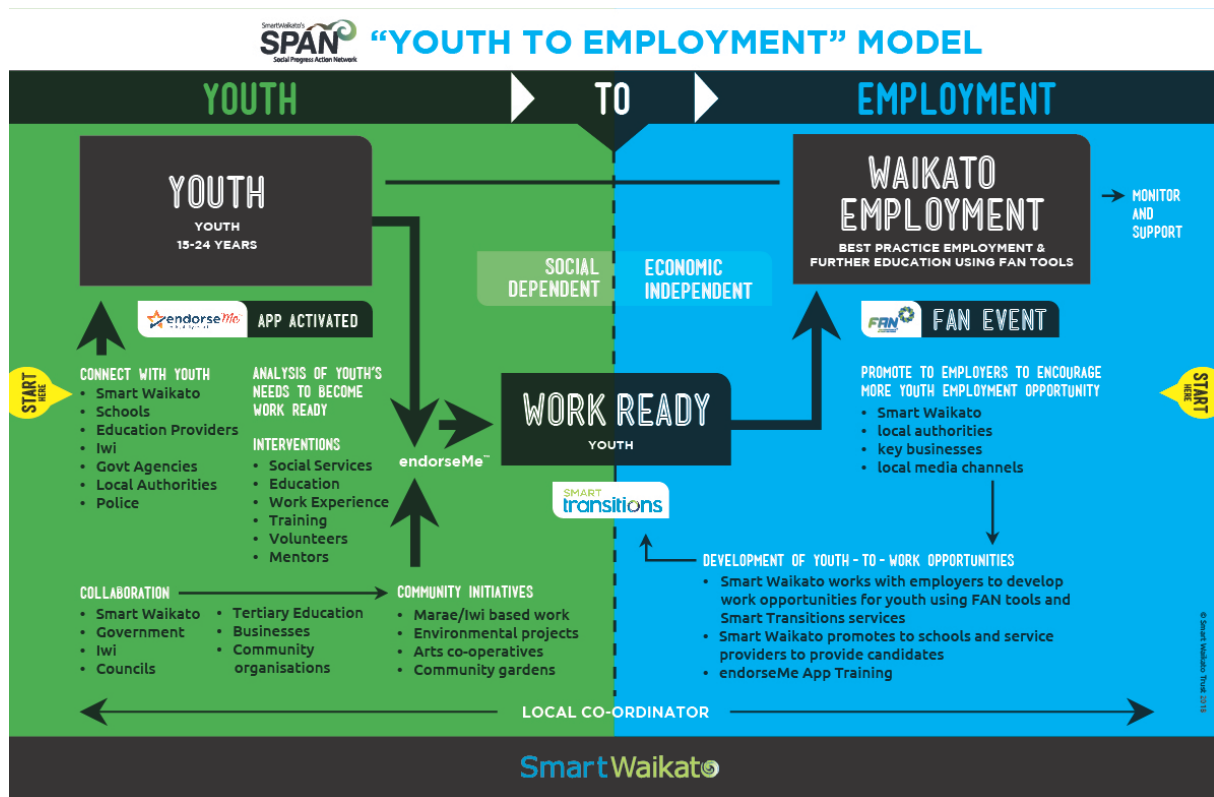 SmartWaikato's
SPAN
Social Progress Action Network
“YOUTH TO EMPLOYMENT” MODEL
YOUTH
TO
EMPLOYMENT
YOUTH
YOUTH
15-24 YEARS
WAIKATO
EMPLOYMENT
BEST PRACTICE EMPLOYMENT &
FURTHER EDUCATION USING FAN TOOLS
MONITOR
AND
SUPPORT
SOCIAL
DEPENDENT
ECONOMIC
INDEPENDENT
endorseMe
APP ACTIVATED
FAN
FAN EVENT
START
HERE
CONNECT WITH YOUTH
• Smart Waikato
• Schools
• Education Providers
• Iwi
• Govt Agencies
• Local Authorities
• Police
ANALYSIS OF YOUTH'S
NEEDS TO BECOME
WORK READY
INTERVENTIONS
• Social Services
• Education
• Work Experience
• Training
• Volunteers
• Mentors
endorseMe™
WORK READY
YOUTH
SMART
transitions
PROMOTE TO EMPLOYERS TO ENCOURAGE
MORE YOUTH EMPLOYMENT OPPORTUNITY
• Smart Waikato
• local authorities
• key businesses
• local media channels
START
HERE
COLLABORATION
• Smart Waikato
• Government
• Iwi
• Councils
• Tertiary Education
• Businesses
• Community
organisations
COMMUNITY INITIATIVES
• Marae/Iwi based work
• Environmental projects
• Arts co-operatives
• Community gardens
DEVELOPMENT OF YOUTH-TO-WORK OPPORTUNITIES
• Smart Waikato works with employers to develop
work opportunities for youth using FAN tools and
Smart Transitions services
• Smart Waikato promotes to schools and service
providers to provide candidates
• endorseMe App Training
LOCAL CO-ORDINATOR
© Smart Waikato Trust
SmartWaikato